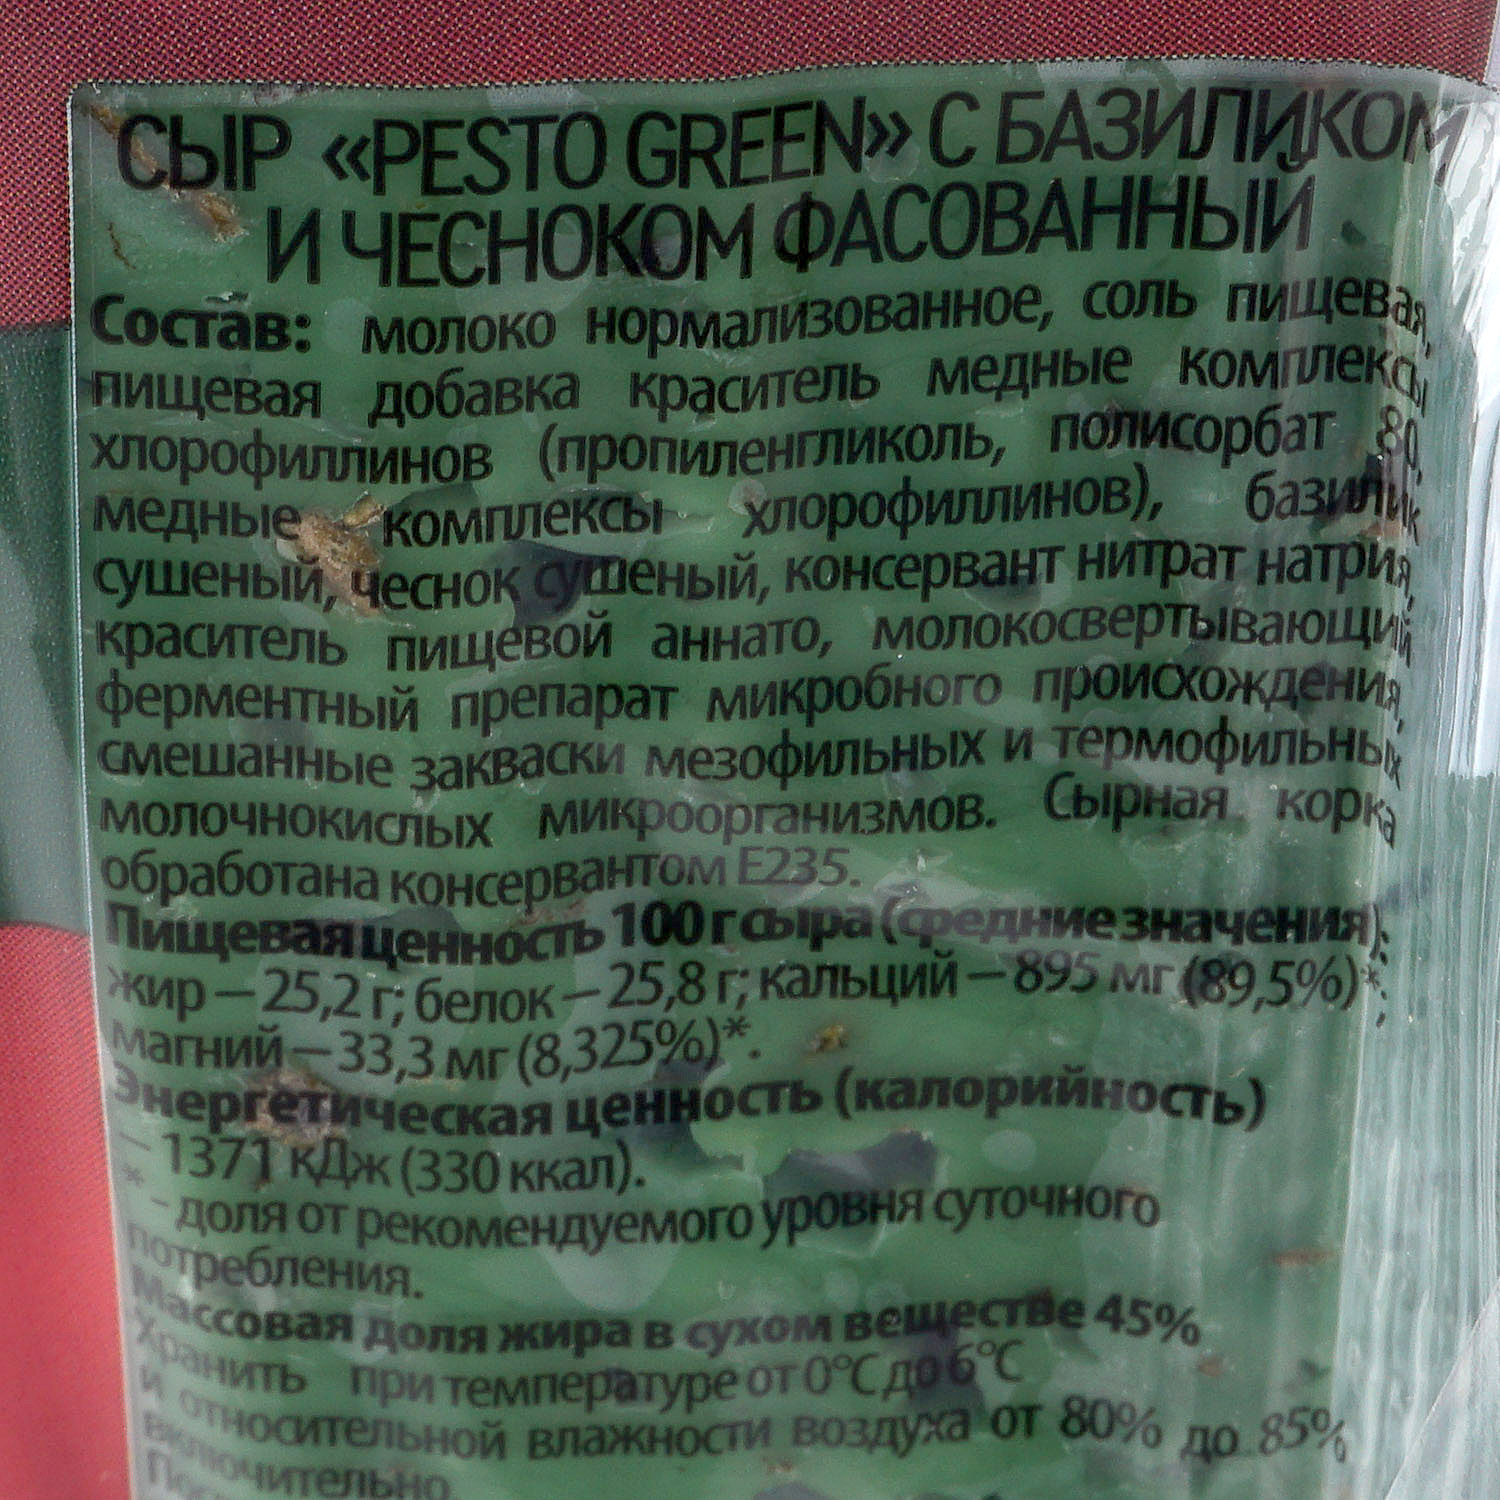 СЫР «PESTO GREEN» С БАЗИЛИКОМ
И ЧЕСНОКОМ ФАСОВАННЫЙ
Состав: молоко нормализованное, соль пищевая,
пищевая добавка краситель медные комплексы
хлорофиллинов (пропиленгликоль, полисорбат 80,
медные комплексы хлорофиллинов), базилик
сушеный, чеснок сушеный, консервант нитрат натрия,
краситель пищевой аннато, молокосвертывающий
ферментный препарат микробного происхождения,
смешанные закваски мезофильных и термофильных
молочнокислых микроорганизмов. Сырная корка
обработана консервантом Е235.
Пищевая ценность 100 г сыра (средние значения):
жир – 25,2 г; белок – 25,8 г; кальций – 895 мг (89,5%)*;
магний – 33,3 мг (8,325%)*.
Энергетическая ценность (калорийность)
– 1371 кДж (330 ккал).
* – доля от рекомендуемого уровня суточного
потребления.
Массовая доля жира в сухом веществе 45%
Хранить при температуре от 0°С до 6°С
и относительной влажности воздуха от 80% до 85%
включительно